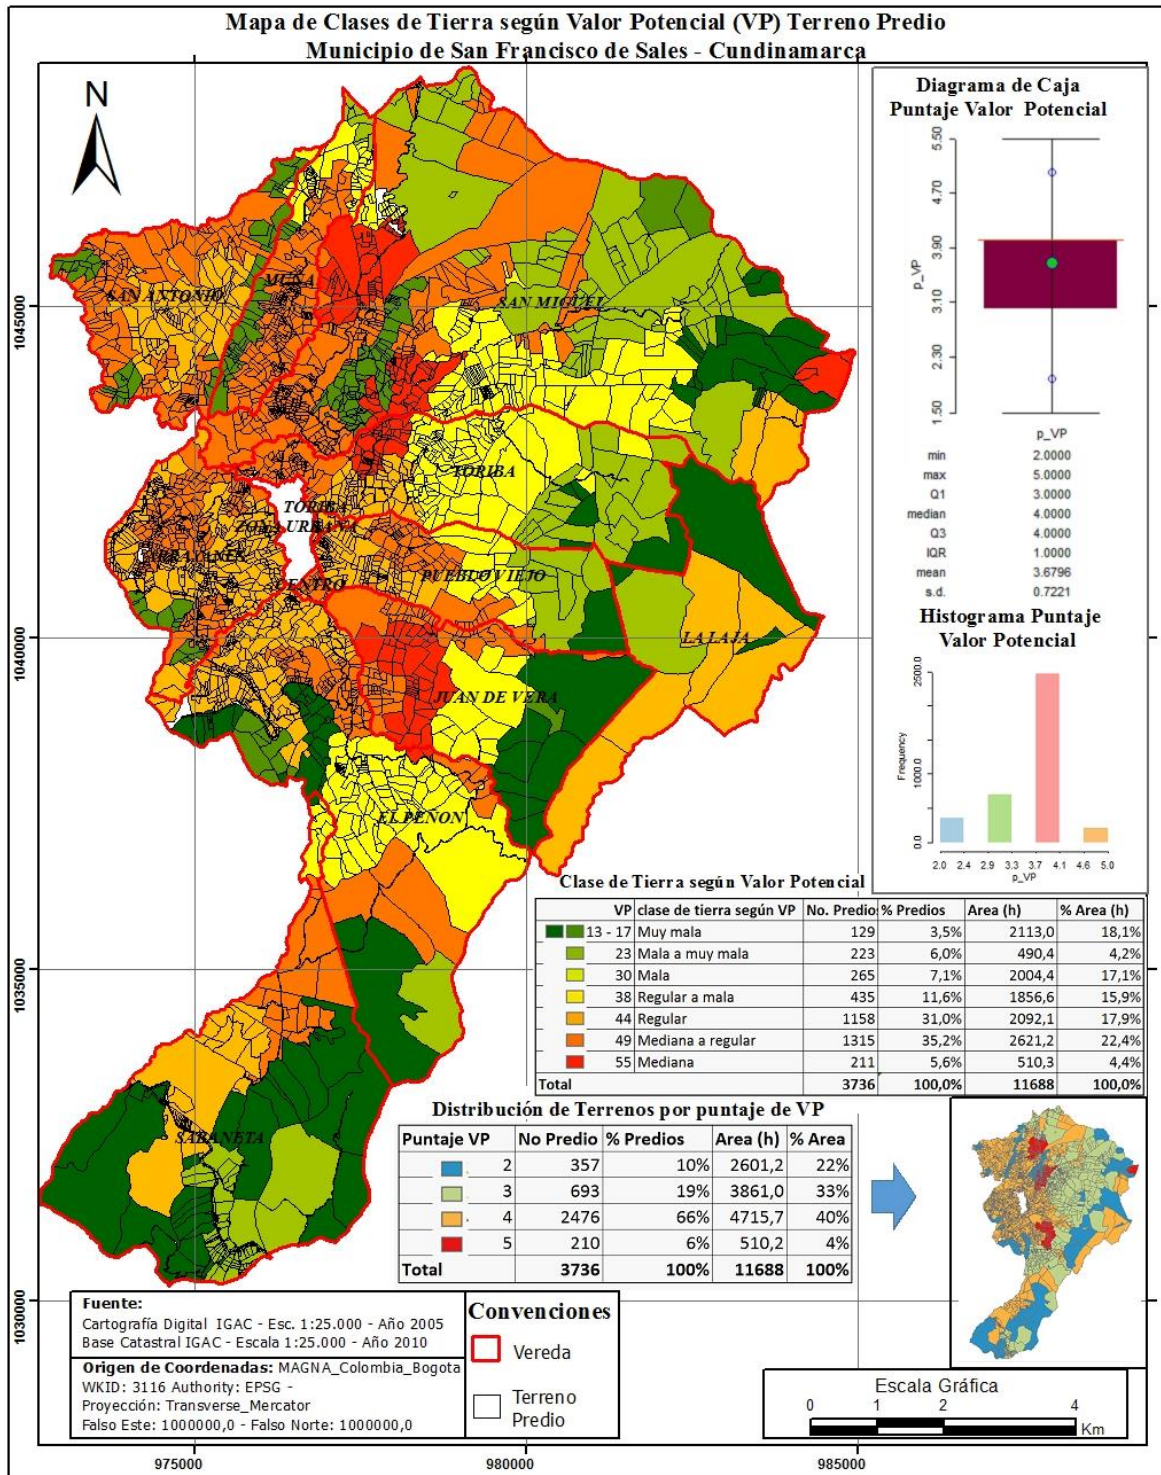 Mapa de Clases de Tierra según Valor Potencial (VP) Terreno Predio
Municipio de San Francisco de Sales - Cundinamarca
N
SAN ANTONIO
MUÑA
SAN MIGUEL
TORIBA
TORIBA
ZONA URBANA
ARRAYANES
CENTRO
PUEBLO VIEJO
LA LAJA
JUAN DE VERA
EL PEÑON
SABANETA
1045000
1040000
1035000
1030000
975000
980000
985000
Diagrama de Caja
Puntaje Valor Potencial
5.50
4.70
3.90
3.10
2.30
1.50
p_VP
p_VP
min 2.0000
max 5.0000
Q1 3.0000
median 4.0000
Q3 4.0000
IQR 1.0000
mean 3.6796
s.d. 0.7221
Histograma Puntaje
Valor Potencial
2500.0
1000.0
0.0
Frequency
2.0 2.4 2.9 3.3 3.7 4.1 4.6 5.0
p_VP
Clase de Tierra según Valor Potencial
VP clase de tierra según VP No. Predio % Predios Area (h) % Area (h)
13 - 17 Muy mala 129 3,5% 2113,0 18,1%
23 Mala a muy mala 223 6,0% 490,4 4,2%
30 Mala 265 7,1% 2004,4 17,1%
38 Regular a mala 435 11,6% 1856,6 15,9%
44 Regular 1158 31,0% 2092,1 17,9%
49 Mediana a regular 1315 35,2% 2621,2 22,4%
55 Mediana 211 5,6% 510,3 4,4%
Total 3736 100,0% 11688 100,0%
Distribución de Terrenos por puntaje de VP
Puntaje VP No Predio % Predios Area (h) % Area
2 357 10% 2601,2 22%
3 693 19% 3861,0 33%
4 2476 66% 4715,7 40%
5 210 6% 510,2 4%
Total 3736 100% 11688 100%
Fuente:
Cartografía Digital IGAC - Esc. 1:25.000 - Año 2005
Base Catastral IGAC - Escala 1:25.000 - Año 2010
Origen de Coordenadas: MAGNA_Colombia_Bogota
WKID: 3116 Authority: EPSG -
Proyección: Transverse_Mercator
Falso Este: 1000000,0 - Falso Norte: 1000000,0
Convenciones
Vereda
Terreno
Predio
Escala Gráfica
0 1 2 4
Km